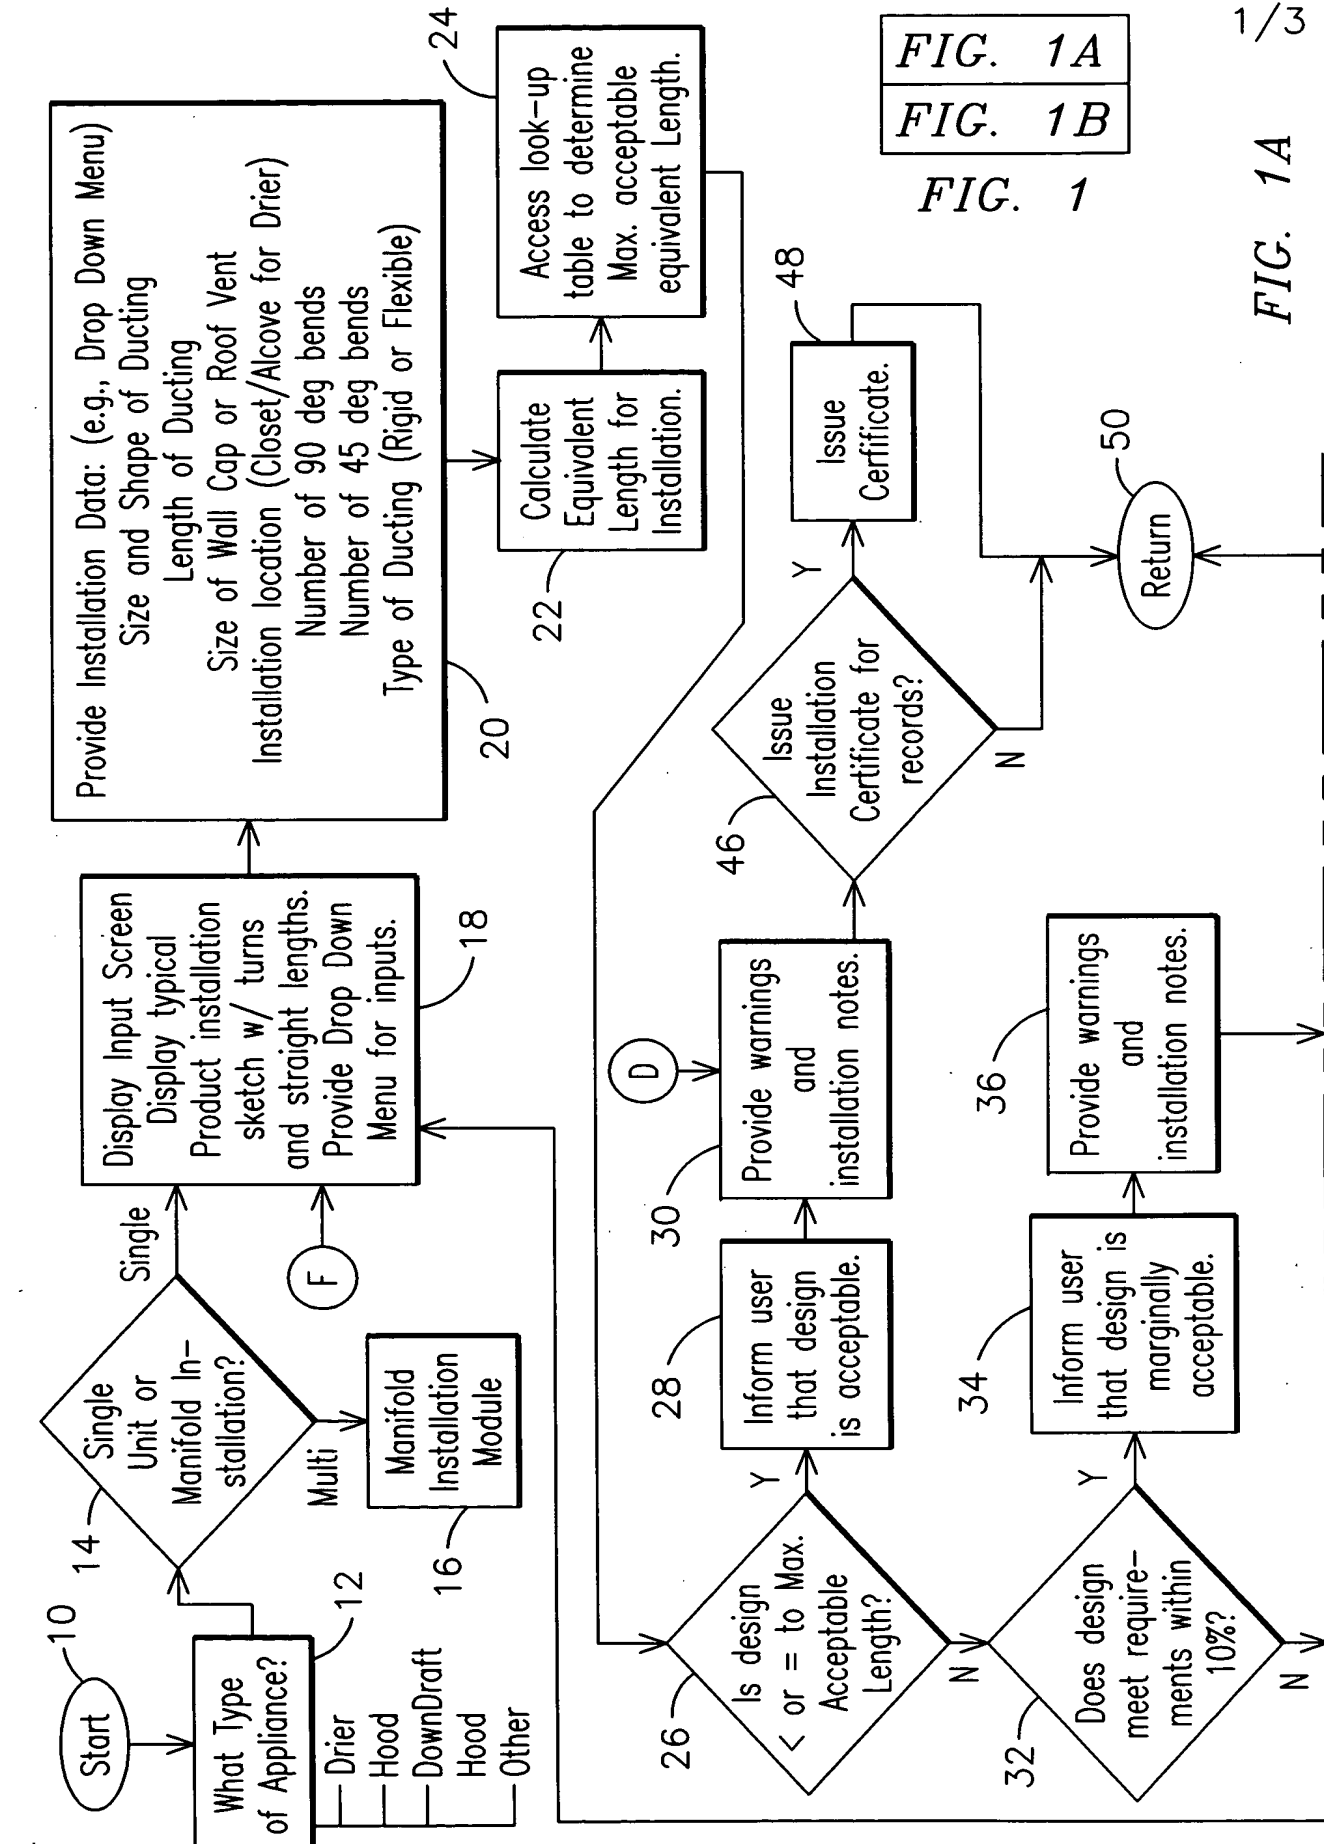 1/3
10
Start
What Type
of Appliance?
12
Drier
Hood
DownDraft
Hood
Other
14
Single
Unit or
Manifold In-
stallation?
Single
Multi
Manifold
Installation
Module
16
F
Display Input Screen
Display typical
Product installation
sketch w/ turns
and straight lengths.
Provide Drop Down
Menu for inputs.
18
Provide Installation Data: (e.g., Drop Down Menu)
Size and Shape of Ducting
Length of Ducting
Size of Wall Cap or Roof Vent
Installation location (Closet/Alcove for Drier)
Number of 90 deg bends
Number of 45 deg bends
Type of Ducting (Rigid or Flexible)
20
Calculate
Equivalent
Length for
Installation.
22
Access look-up
table to determine
Max. acceptable
equivalent Length.
24
Is design
< or = to Max.
Acceptable
Length?
26
Y
N
Inform user
that design
is acceptable.
28
D
Provide warnings
and
installation notes.
30
Issue
Installation
Certificate for
records?
46
Y
N
Issue
Cerfificate.
48
Return
50
Does design
meet require-
ments within
10%?
32
Y
N
Inform user
that design is
marginally
acceptable.
34
Provide warnings
and
installation notes.
36
FIG. 1A
FIG. 1B
FIG. 1
FIG. 1A